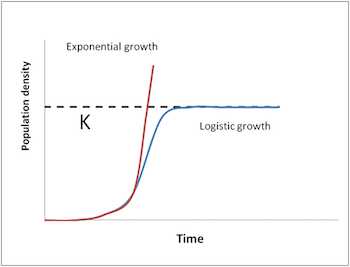 Exponential growth
Population density
K
Logistic growth
Time